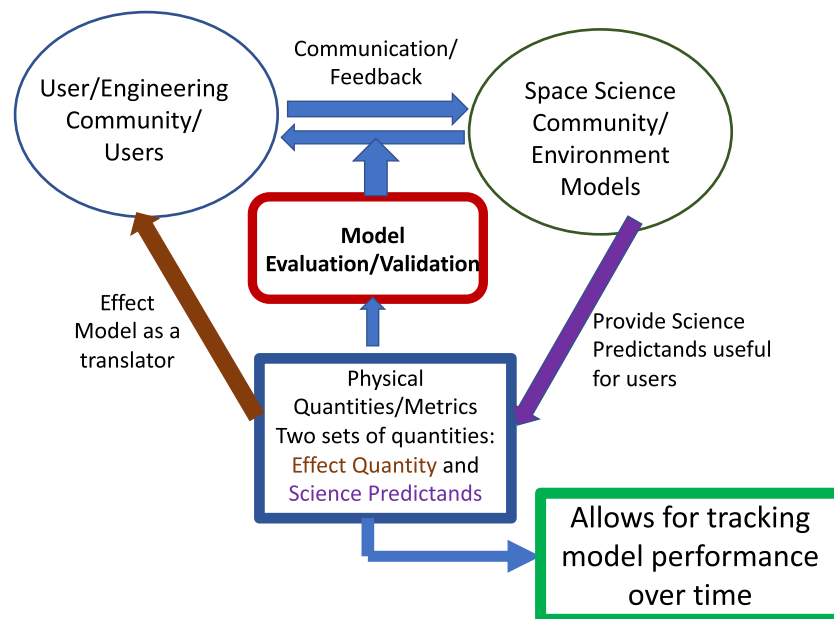 Communication/
Feedback
User/Engineering
Community/
Users
Space Science
Community/
Environment
Models
Model
Evaluation/Validation
Effect
Model as a
translator
Provide Science
Predictands useful
for users
Physical
Quantities/Metrics
Two sets of quantities:
Effect Quantity and
Science Predictands
Allows for tracking
model performance
over time